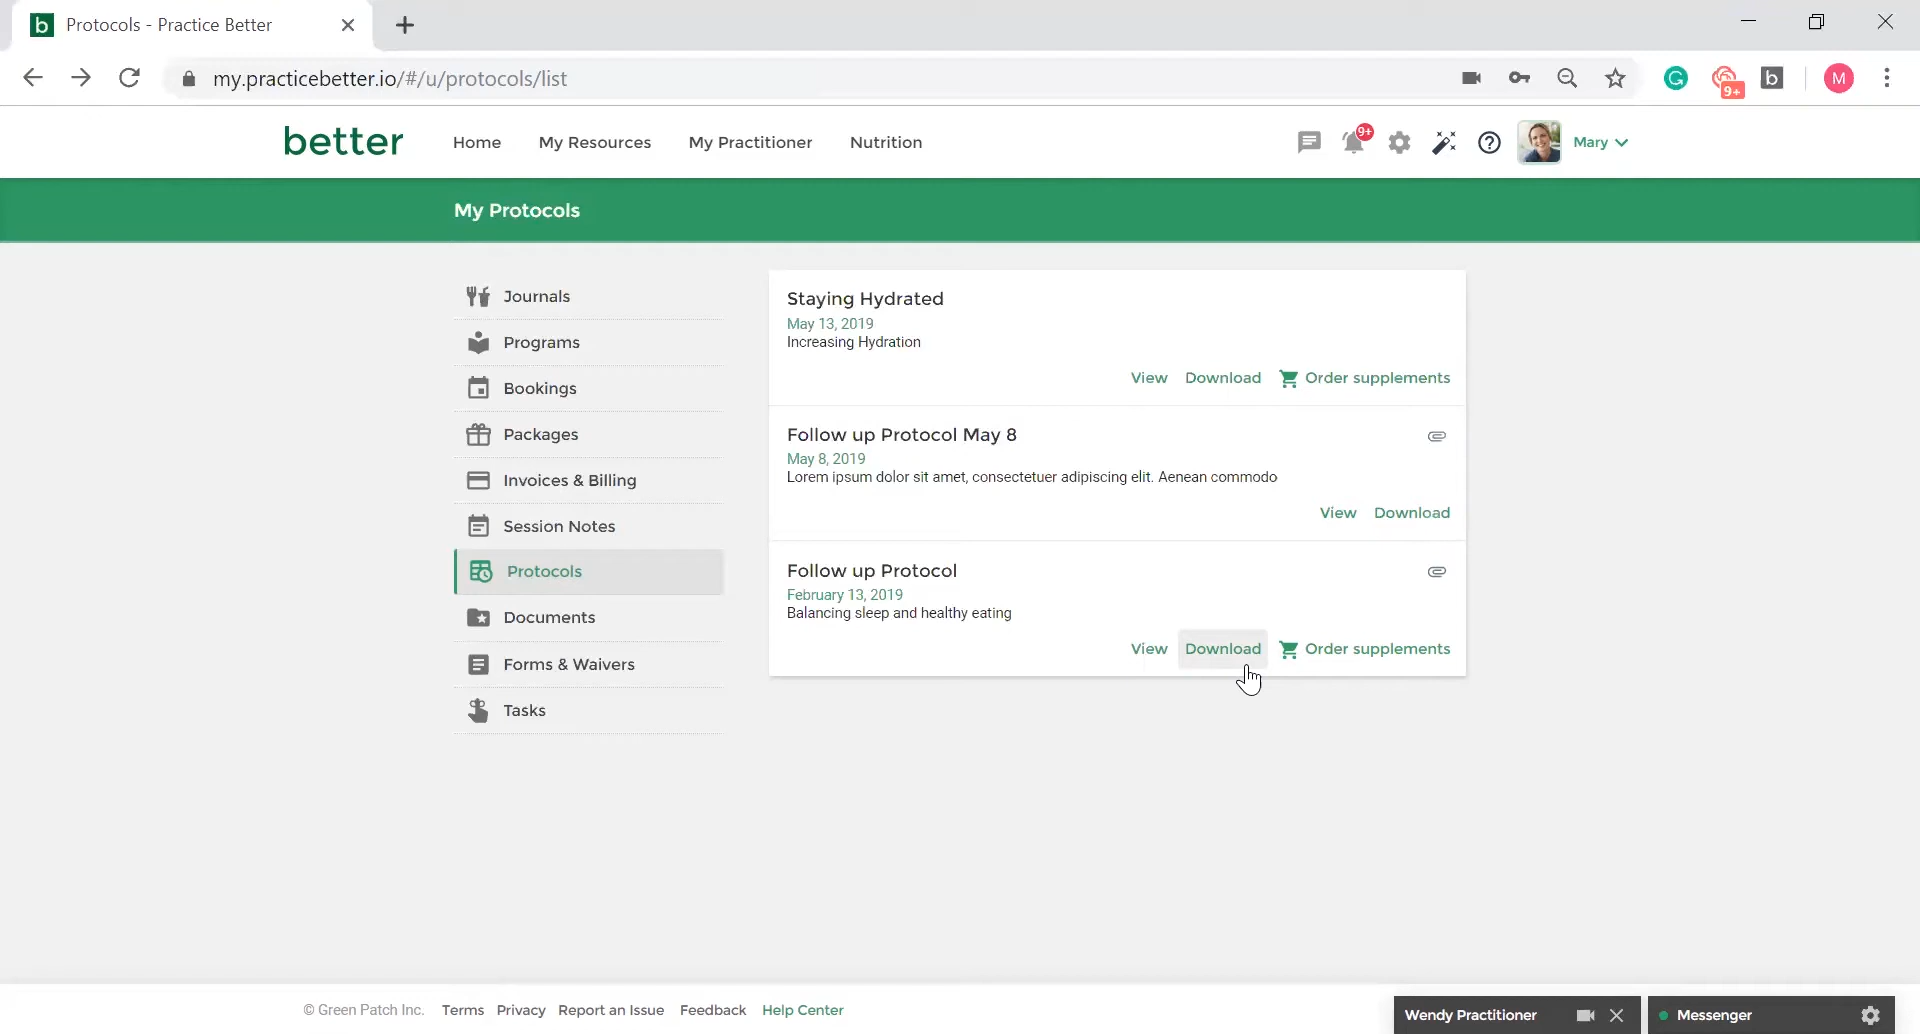 b Protocols - Practice Better
my.practicebetter.io/#/u/protocols/list
9+
b
M
better
Home My Resources My Practitioner Nutrition
9+
Mary
My Protocols
Journals
Programs
Bookings
Packages
Invoices & Billing
Session Notes
Protocols
Documents
Forms & Waivers
Tasks
Staying Hydrated
May 13, 2019
Increasing Hydration
View Download Order supplements
Follow up Protocol May 8
May 8, 2019
Lorem ipsum dolor sit amet, consectetuer adipiscing elit. Aenean commodo
View Download
Follow up Protocol
February 13, 2019
Balancing sleep and healthy eating
View Download Order supplements
© Green Patch Inc. Terms Privacy Report an Issue Feedback Help Center
Wendy Practitioner
Messenger